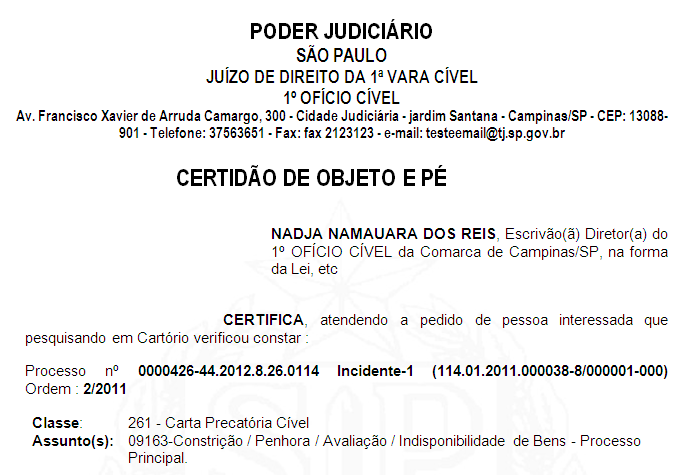 PODER JUDICIÁRIO
SÃO PAULO
JUÍZO DE DIREITO DA 1ª VARA CÍVEL
1º OFÍCIO CÍVEL
Av. Francisco Xavier de Arruda Camargo, 300 - Cidade Judiciária - jardim Santana - Campinas/SP - CEP: 13088-
901 - Telefone: 37563651 - Fax: fax 2123123 - e-mail: testeemail@tj.sp.gov.br
CERTIDÃO DE OBJETO E PÉ
NADJA NAMAUARA DOS REIS, Escrivão(ã) Diretor(a) do
1º OFÍCIO CÍVEL da Comarca de Campinas/SP, na forma
da Lei, etc
CERTIFICA, atendendo a pedido de pessoa interessada que
pesquisando em Cartório verificou constar :
Processo nº 0000426-44.2012.8.26.0114 Incidente-1 (114.01.2011.000038-8/000001-000)
Ordem : 2/2011
Classe: 261 - Carta Precatória Cível
Assunto(s): 09163-Constrição / Penhora / Avaliação / Indisponibilidade de Bens - Processo
Principal.